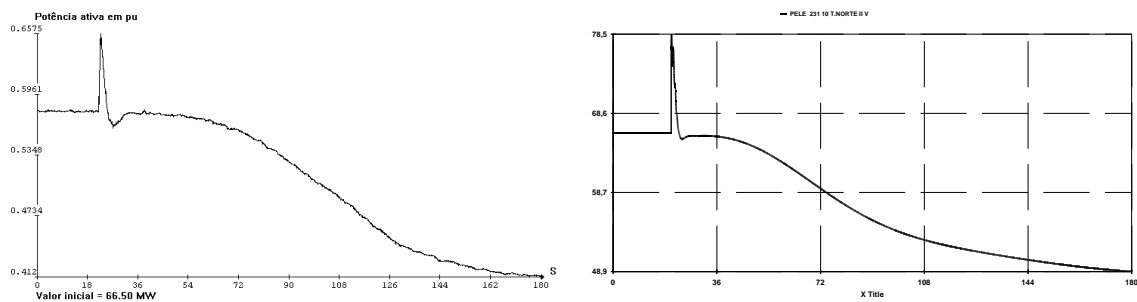 Potência ativa em pu
0.6575
0.5961
0.5348
0.4734
0.412
0 18 36 54 72 90 108 126 144 162 180
S
Valor inicial = 66.50 MW
PELE 231 10 T.NORTE II V
78,5
68,6
58,7
48,9
0, 36 72 108 144 180
X Title